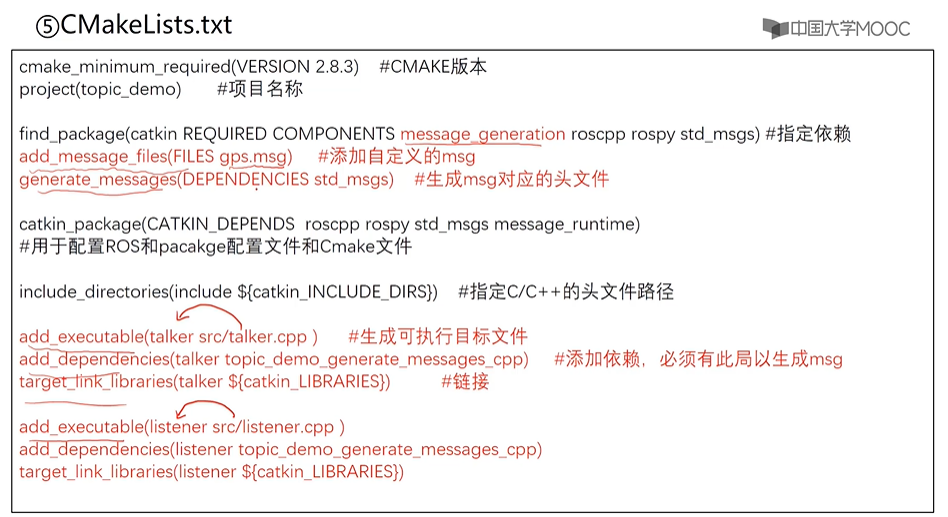 ⑤CMakeLists.txt
中国大学MOOC
cmake_minimum_required(VERSION 2.8.3) #CMAKE版本
project(topic_demo) #项目名称
find_package(catkin REQUIRED COMPONENTS message_generation roscpp rospy std_msgs) #指定依赖
add_message_files(FILES gps.msg) #添加自定义的msg
generate_messages(DEPENDENCIES std_msgs) #生成msg对应的头文件
catkin_package(CATKIN_DEPENDS roscpp rospy std_msgs message_runtime)
#用于配置ROS和pacakge配置文件和Cmake文件
include_directories(include ${catkin_INCLUDE_DIRS}) #指定C/C++的头文件路径
add_executable(talker src/talker.cpp ) #生成可执行目标文件
add_dependencies(talker topic_demo_generate_messages_cpp) #添加依赖，必须有此局以生成msg
target_link_libraries(talker ${catkin_LIBRARIES}) #链接
add_executable(listener src/listener.cpp )
add_dependencies(listener topic_demo_generate_messages_cpp)
target_link_libraries(listener ${catkin_LIBRARIES})